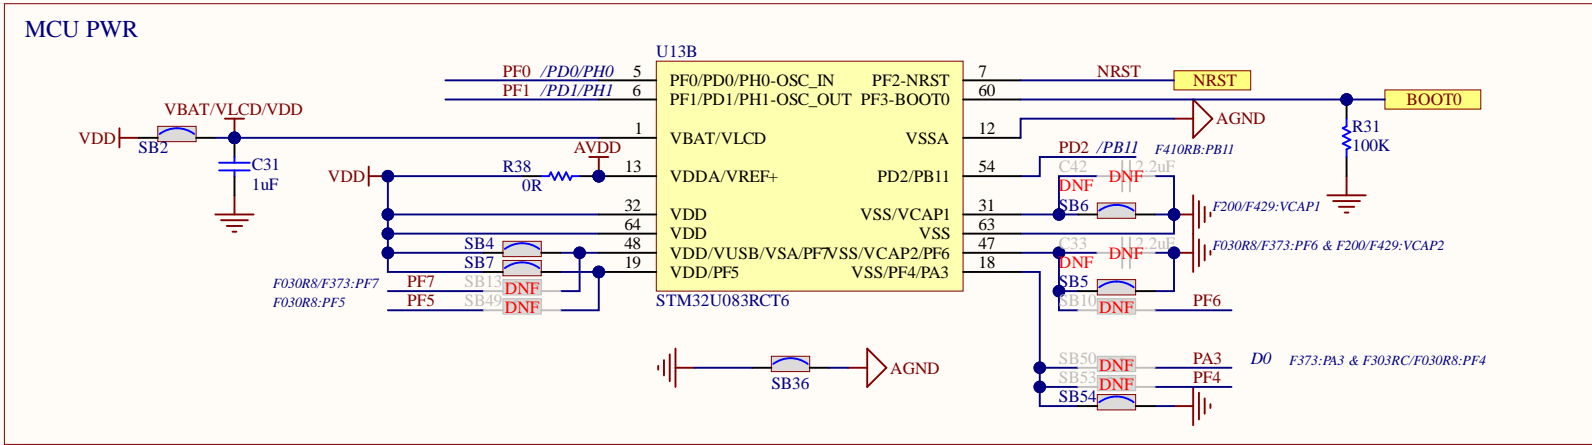 MCU PWR
U13B
PF0 /PD0/PH0 5 PF0/PD0/PH0-OSC_IN PF2-NRST 7 NRST NRST
PF1 /PD1/PH1 6 PF1/PD1/PH1-OSC_OUT PF3-BOOT0 60 BOOT0
VBAT/VLCD/VDD
VDD SB2 1 VBAT/VLCD VSSA 12 AGND
R31
100K
C31
1uF
AVDD
PD2 /PB11 F410RB:PB11
VDD R38 0R 13 VDDA/VREF+ PD2/PB11 54
C42 DNF 2.2uF
DNF
32 VDD VSS/VCAP1 31 SB6 F200/F429:VCAP1
64 VDD VSS 63
SB4 48 VDD/VUSB/VSA/PF7 VSS/VCAP2/PF6 47 C33 DNF 2.2uF F030R8/F373:PF6 & F200/F429:VCAP2
DNF
SB7 19 VDD/PF5 VSS/PF4/PA3 18
F030R8/F373:PF7 PF7 SB13 DNF SB5
F030R8:PF5 PF5 SB49 DNF STM32U083RCT6 SB10 DNF PF6
SB36 AGND
SB50 DNF PA3 D0 F373:PA3 & F303RC/F030R8:PF4
SB53 DNF PF4
SB54